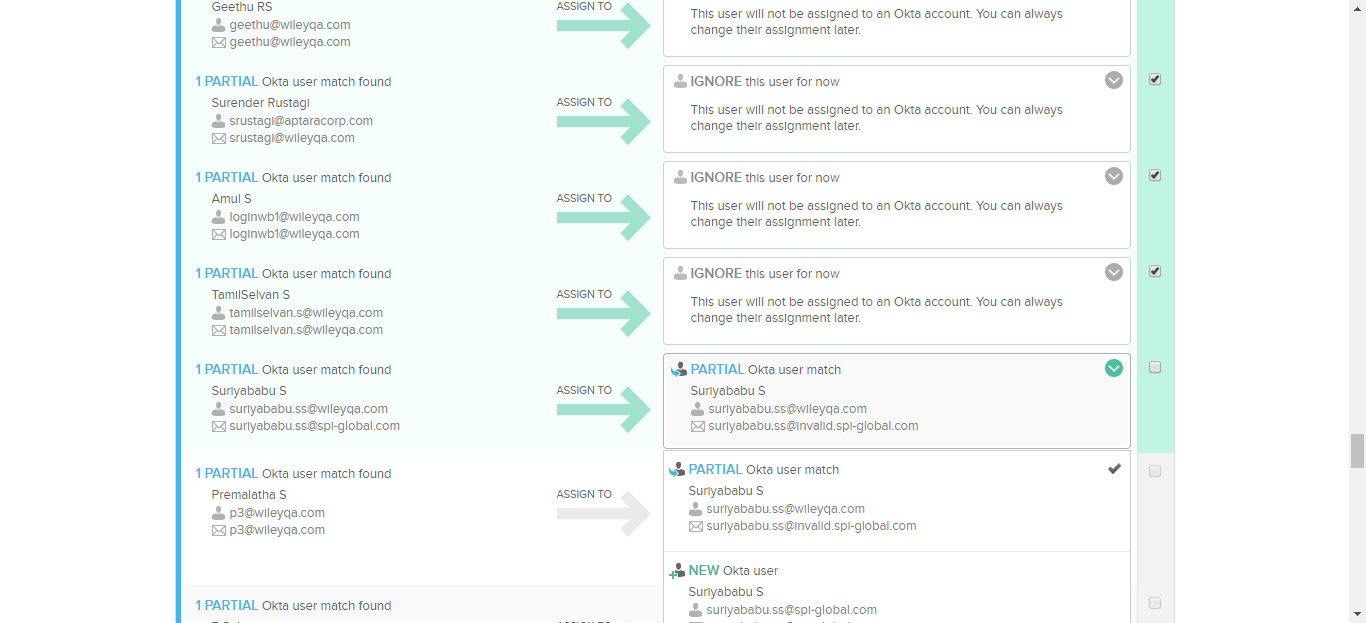 Geethu RS
geethu@wileyqa.com
geethu@wileyqa.com
ASSIGN TO
This user will not be assigned to an Okta account. You can always
change their assignment later.
1 PARTIAL Okta user match found
Surender Rustagi
srustagi@aptaracorp.com
srustagi@wileyqa.com
ASSIGN TO
IGNORE this user for now
This user will not be assigned to an Okta account. You can always
change their assignment later.
1 PARTIAL Okta user match found
Amul S
loginwb1@wileyqa.com
loginwb1@wileyqa.com
ASSIGN TO
IGNORE this user for now
This user will not be assigned to an Okta account. You can always
change their assignment later.
1 PARTIAL Okta user match found
TamilSelvan S
tamilselvan.s@wileyqa.com
tamilselvan.s@wileyqa.com
ASSIGN TO
IGNORE this user for now
This user will not be assigned to an Okta account. You can always
change their assignment later.
1 PARTIAL Okta user match found
Suriyababu S
suriyababu.ss@wileyqa.com
suriyababu.ss@spi-global.com
ASSIGN TO
PARTIAL Okta user match
Suriyababu S
suriyababu.ss@wileyqa.com
suriyababu.ss@invalid.spi-global.com
1 PARTIAL Okta user match found
Premalatha S
p3@wileyqa.com
p3@wileyqa.com
ASSIGN TO
PARTIAL Okta user match
Suriyababu S
suriyababu.ss@wileyqa.com
suriyababu.ss@invalid.spi-global.com
NEW Okta user
Suriyababu S
suriyababu.ss@spi-global.com
1 PARTIAL Okta user match found